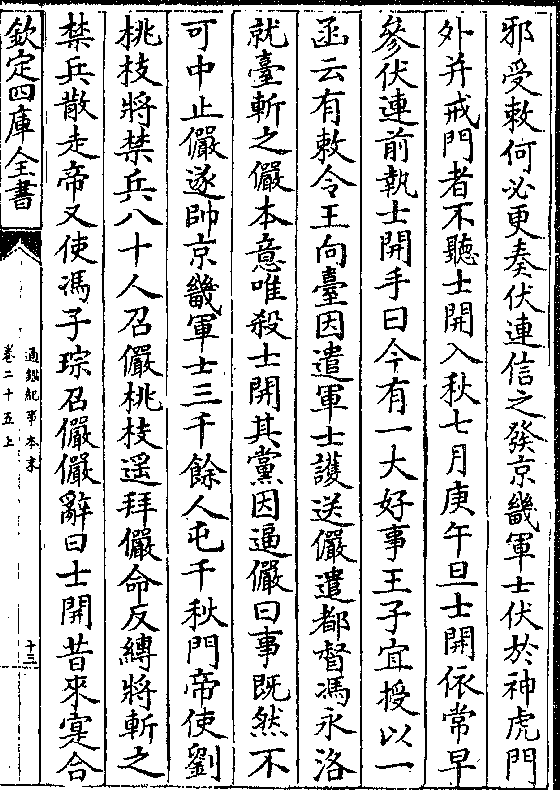 邪受敕何必更奏伏連信之發京畿軍士伏於神虎門
外并戒門者不聽士開入秋七月庚午旦士開依常早
參伏連前執士開手曰今有一大好事王子宜授以一
函云有敕令王向臺因遣軍士護送儼遣都督馮永洛
就臺斬之儼本意唯殺士開其黨因逼儼曰事既然不
可中止儼遂帥京畿軍士三千餘人屯千秋門帝使劉
桃枝將禁兵八十人召儼桃枝遥拜儼命反縛將斬之
禁兵散走帝又使馮子琮召儼儼辭曰士開昔來寔合
欽定四庫全書
通鑑紀事本末
卷二十五上
十三